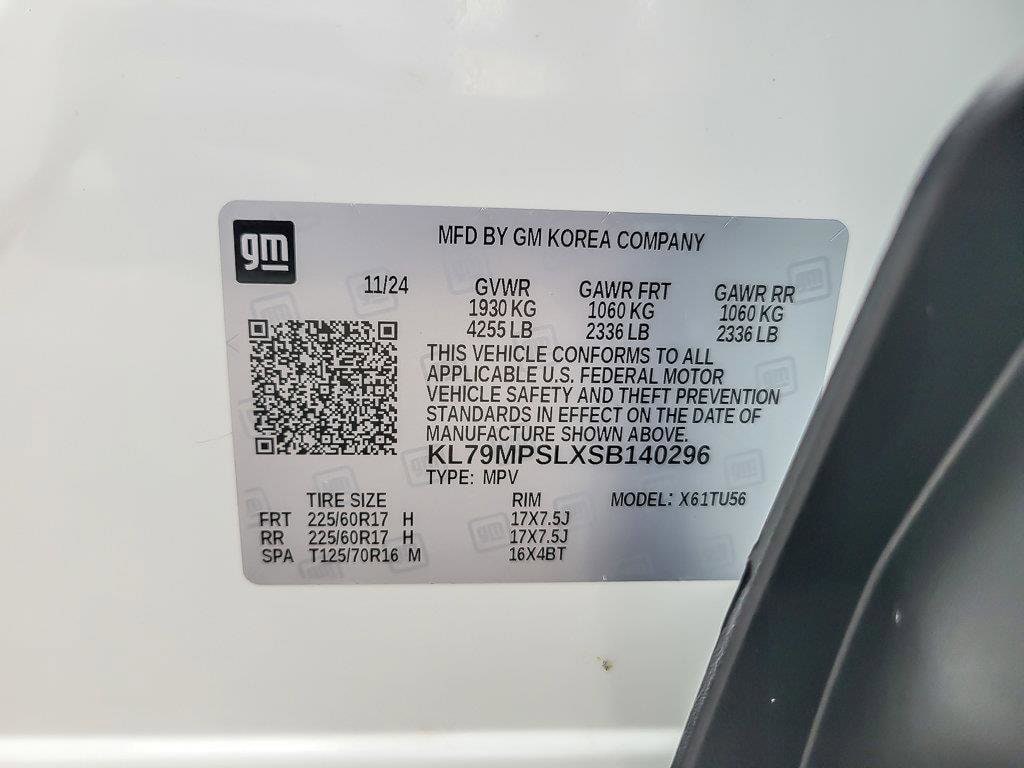 gm
MFD BY GM KOREA COMPANY
11/24 GVWR GAWR FRT GAWR RR
1930 KG 1060 KG 1060 KG
4255 LB 2336 LB 2336 LB
THIS VEHICLE CONFORMS TO ALL
APPLICABLE U.S. FEDERAL MOTOR
VEHICLE SAFETY AND THEFT PREVENTION
STANDARDS IN EFFECT ON THE DATE OF
MANUFACTURE SHOWN ABOVE.
KL79MPSLXSB140296
TYPE: MPV
TIRE SIZE RIM MODEL: X61TU56
FRT 225/60R17 H 17X7.5J
RR 225/60R17 H 17X7.5J
SPA T125/70R16 M 16X4BT